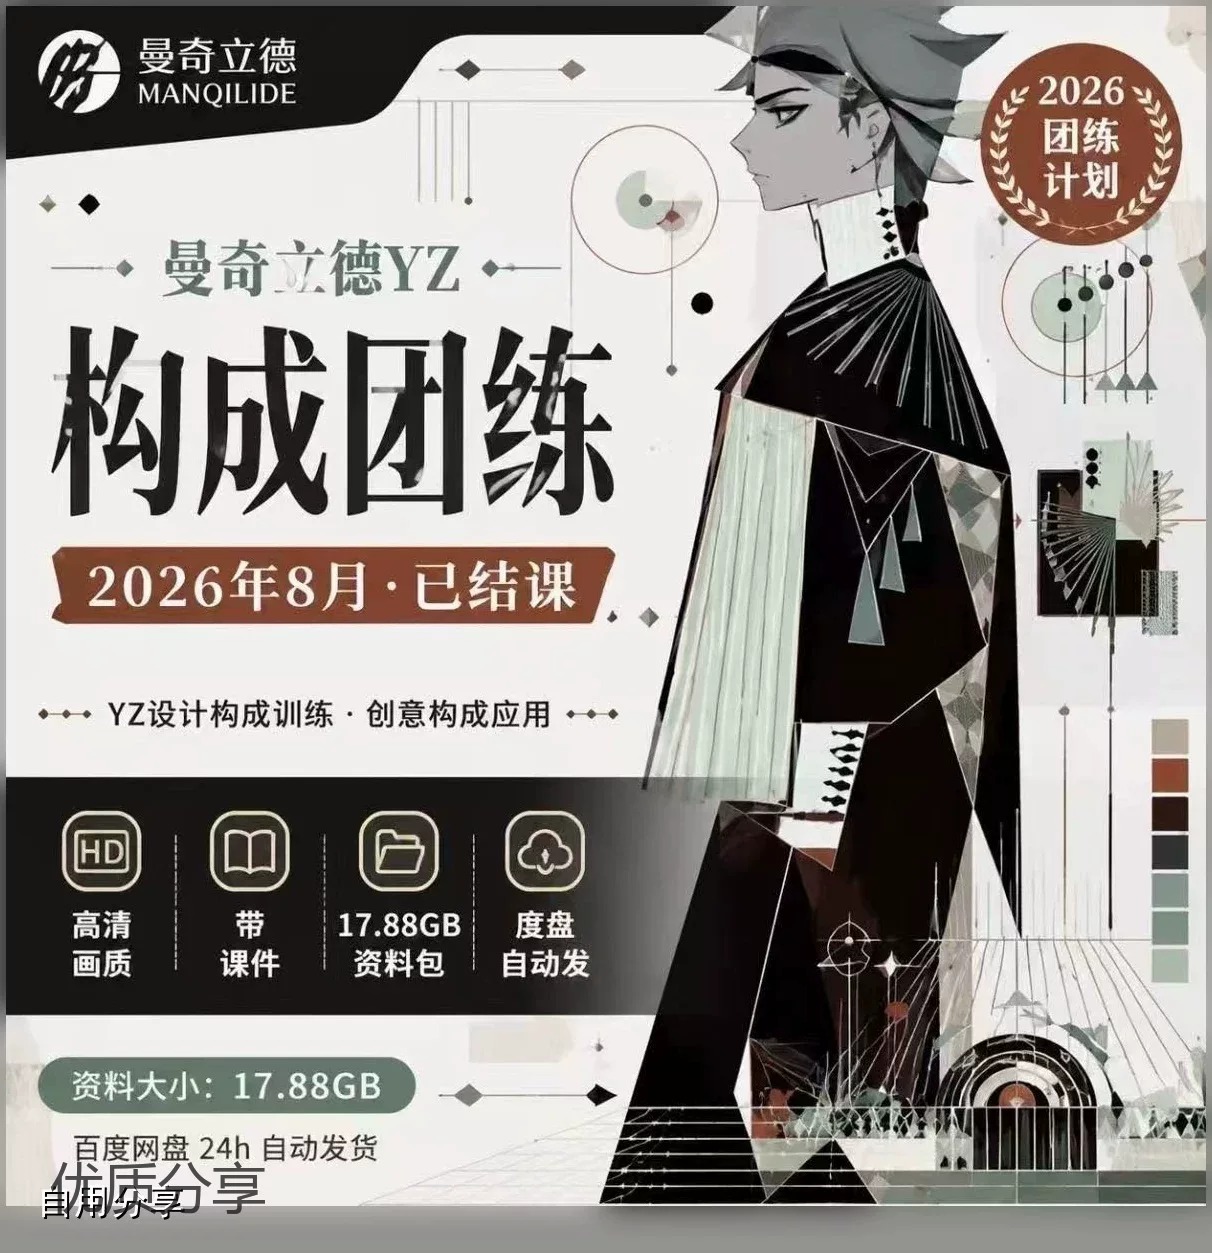 曼奇立德
MANQILIDE
2026
团练
计划
曼奇立德YZ
构成团练
2026年8月·已结课
YZ设计构成训练·创意构成应用
HD
高清
画质
带
课件
17.88GB
资料包
度盘
自动发
资料大小：17.88GB
百度网盘 24h 自动发货
优质分享
自用分享